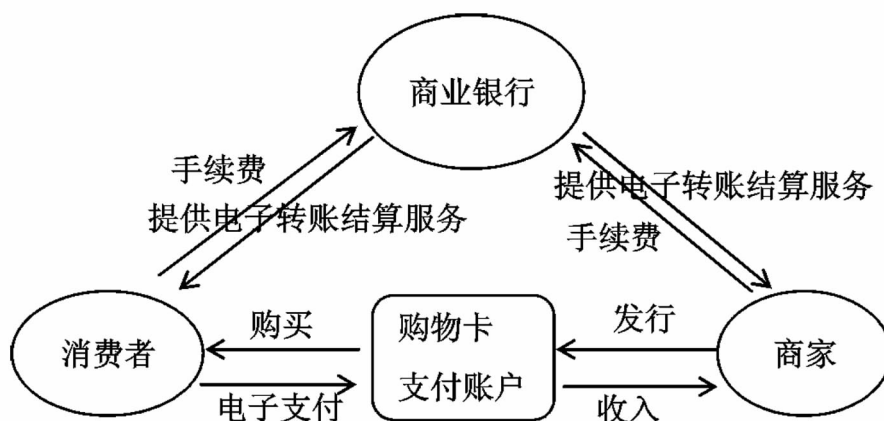 商业银行
手续费
提供电子转账结算服务
提供电子转账结算服务
手续费
消费者
购买
购物卡
发行
商家
电子支付
支付账户
收入